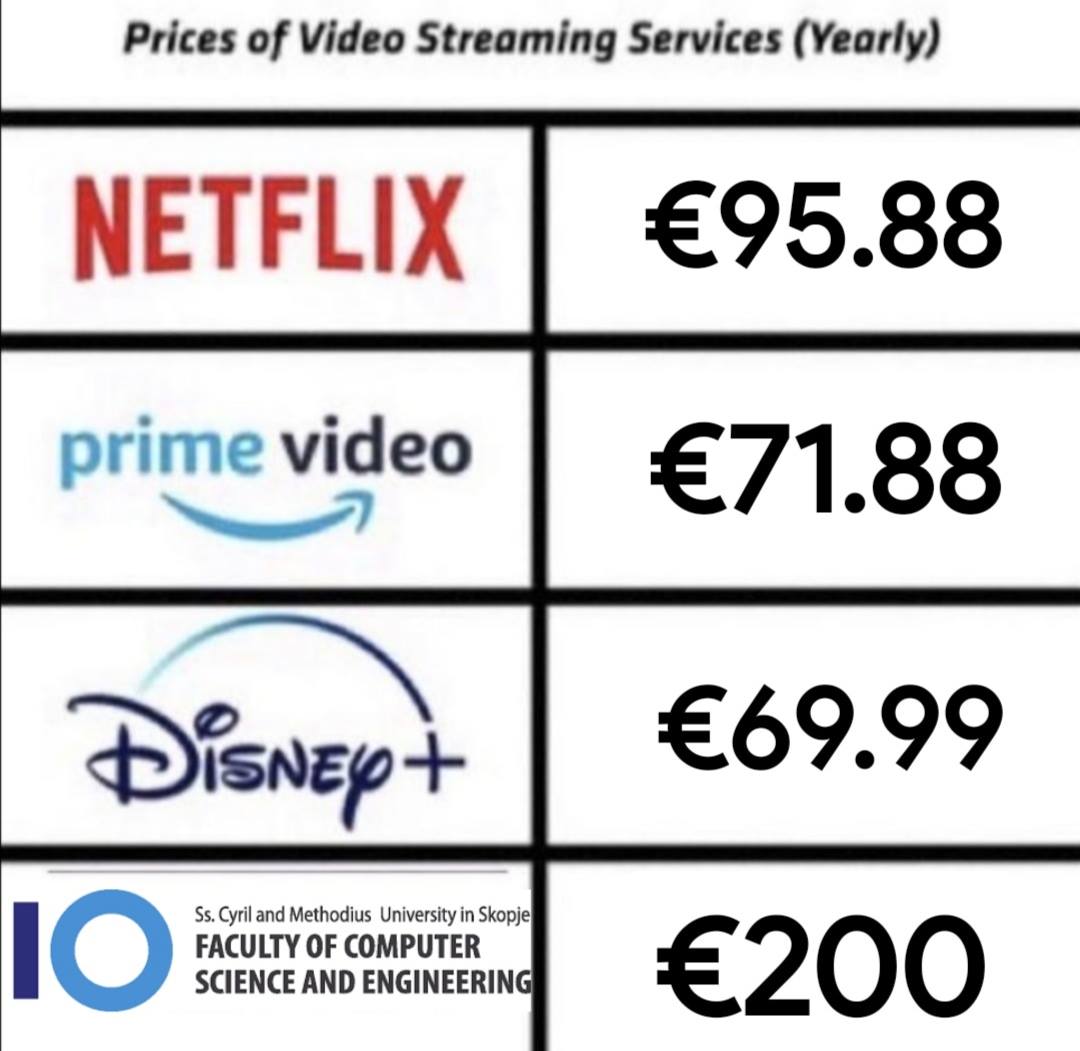 Prices of Video Streaming Services (Yearly)
NETFLIX
€95.88
prime video
€71.88
Disney+
€69.99
Ss. Cyril and Methodius University in Skopje
FACULTY OF COMPUTER
SCIENCE AND ENGINEERING
€200